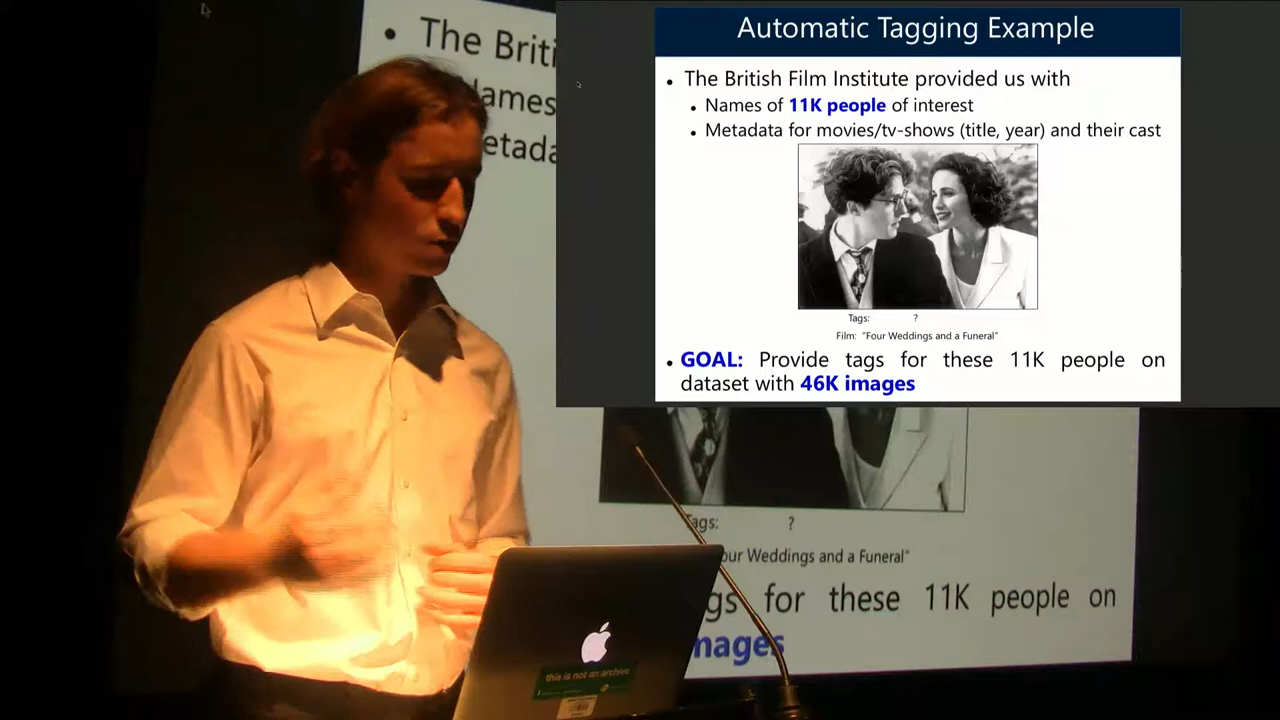 Automatic Tagging Example
• The British Film Institute provided us with
• Names of 11K people of interest
• Metadata for movies/tv-shows (title, year) and their cast
Tags: ?
Film: "Four Weddings and a Funeral"
• GOAL: Provide tags for these 11K people on
dataset with 46K images
• The Briti
ames
etada
Tags: ?
our Weddings and a Funeral"
gs for these 11K people on
mages
this is not an archive